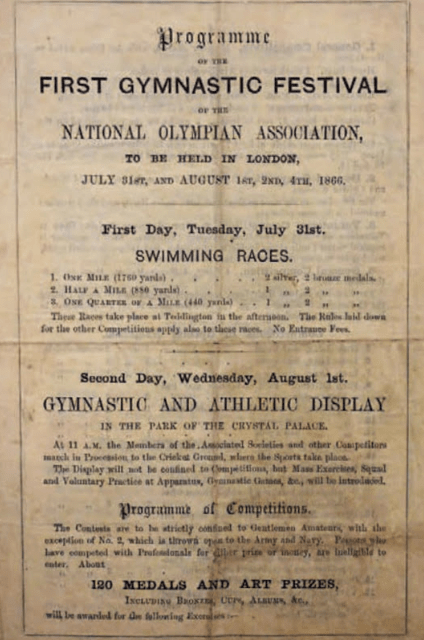 Programme
OF THE
FIRST GYMNASTIC FESTIVAL
OF THE
NATIONAL OLYMPIAN ASSOCIATION,
TO BE HELD IN LONDON,
JULY 31ST, AND AUGUST 1ST, 2ND, 4TH, 1866.
First Day, Tuesday, July 31st.
SWIMMING RACES.
1. ONE MILE (1760 yards) . . . . . 2 silver, 2 bronze medals.
2. HALF A MILE (880 yards) . . . . 1 „ 2 „ „
3. ONE QUARTER OF A MILE (440 yards) . . 1 „ 2 „ „
These Races take place at Teddington in the afternoon. The Rules laid down
for the other Competitions apply also to these races. No Entrance Fees.
Second Day, Wednesday, August 1st.
GYMNASTIC AND ATHLETIC DISPLAY
IN THE PARK OF THE CRYSTAL PALACE.
At 11 A.M. the Members of the Associated Societies and other Competitors
march in Procession to the Cricket Ground, where the Sports take place.
The Display will not be confined to Competitions, but Mass Exercises, Squad
and Voluntary Practice at Apparatus, Gymnastic Games, &c., will be introduced.
Programme of Competitions.
The Contests are to be strictly confined to Gentlemen Amateurs, with the
exception of No. 2, which is thrown open to the Army and Navy. Persons who
have competed with Professionals for either prize or money, are ineligible to
enter. About
120 MEDALS AND ART PRIZES,
INCLUDING BRONZES, CUPS, ALBUMS, &c.,
will be awarded for the following Exercises:—